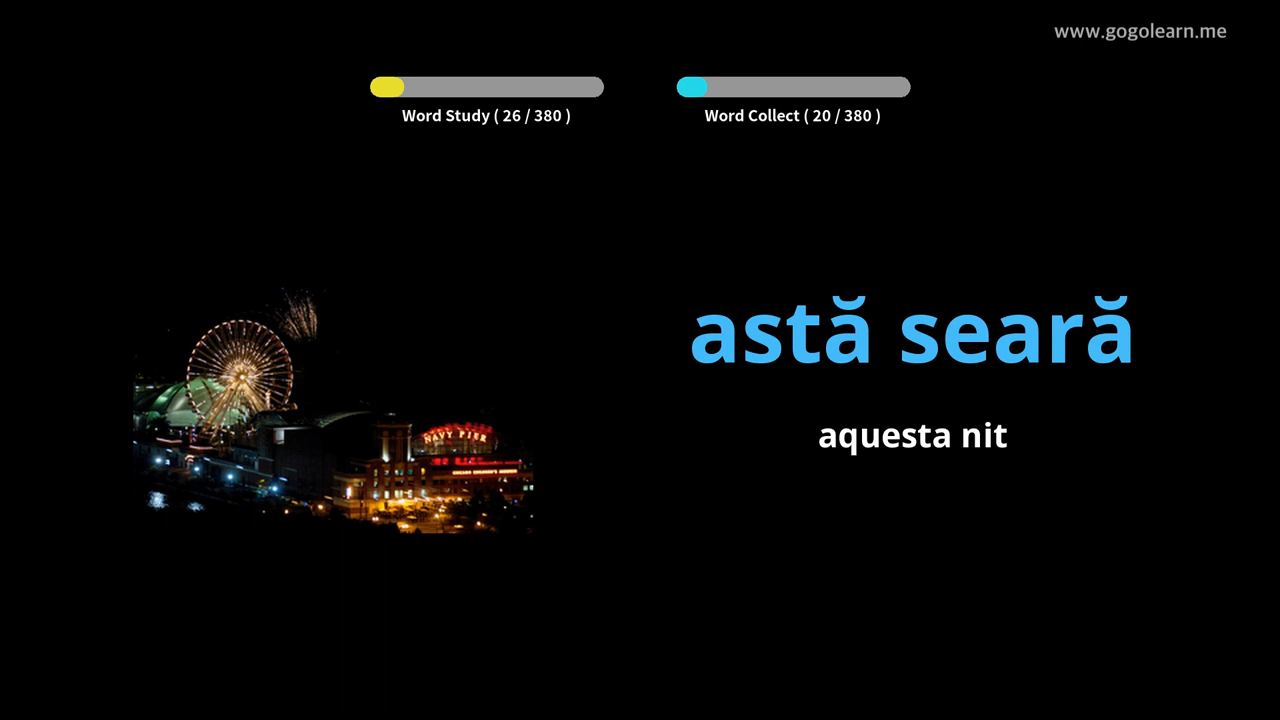 www.gogolearn.me
Word Study ( 26 / 380 )
Word Collect ( 20 / 380 )
astă seară
aquesta nit
NAVY PIER